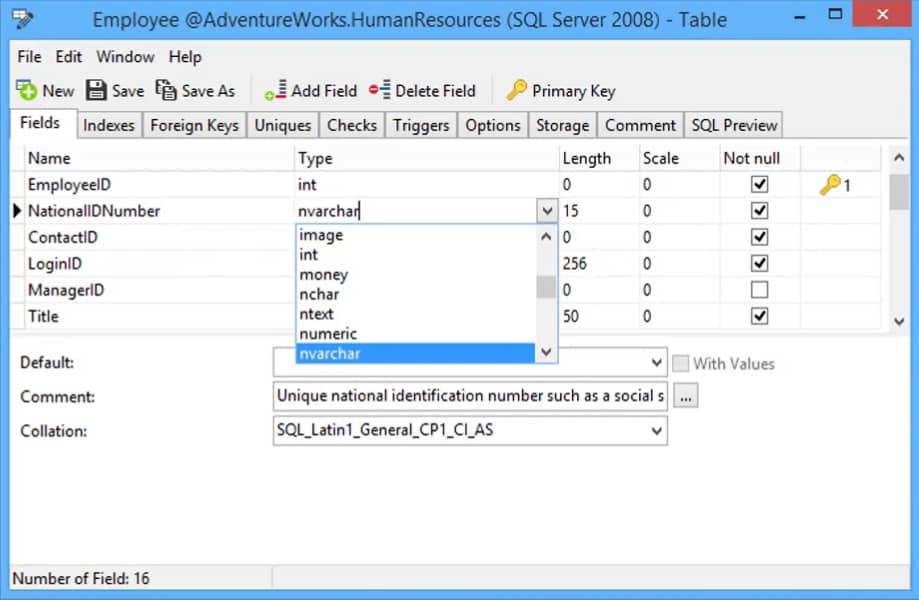 Employee @AdventureWorks.HumanResources (SQL Server 2008) - Table
File Edit Window Help
New Save Save As Add Field Delete Field Primary Key
Fields Indexes Foreign Keys Uniques Checks Triggers Options Storage Comment SQL Preview
Name Type Length Scale Not null
EmployeeID int 0 0 1
NationalIDNumber nvarchar 15 0
ContactID 0 0
LoginID 256 0
ManagerID 0 0
Title 50 0
image
int
money
nchar
ntext
numeric
nvarchar
Default: With Values
Comment: Unique national identification number such as a social s ...
Collation: SQL_Latin1_General_CP1_CI_AS
Number of Field: 16